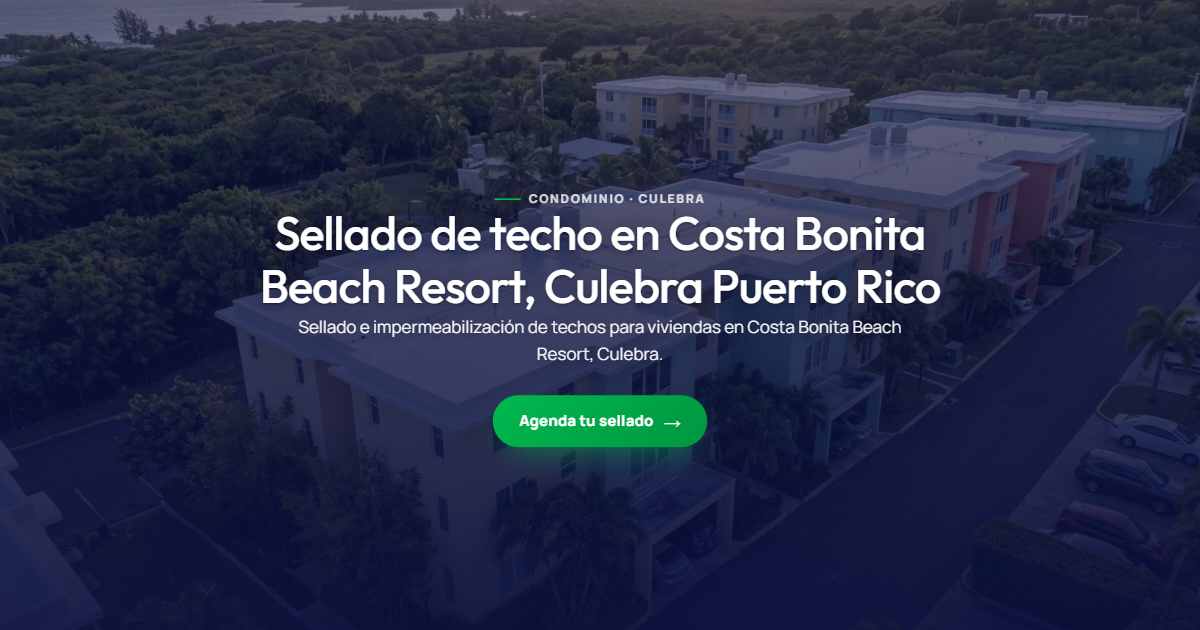 CONDOMINIO · CULEBRA
Sellado de techo en Costa Bonita
Beach Resort, Culebra Puerto Rico
Sellado e impermeabilización de techos para viviendas en Costa Bonita Beach
Resort, Culebra.
Agenda tu sellado →